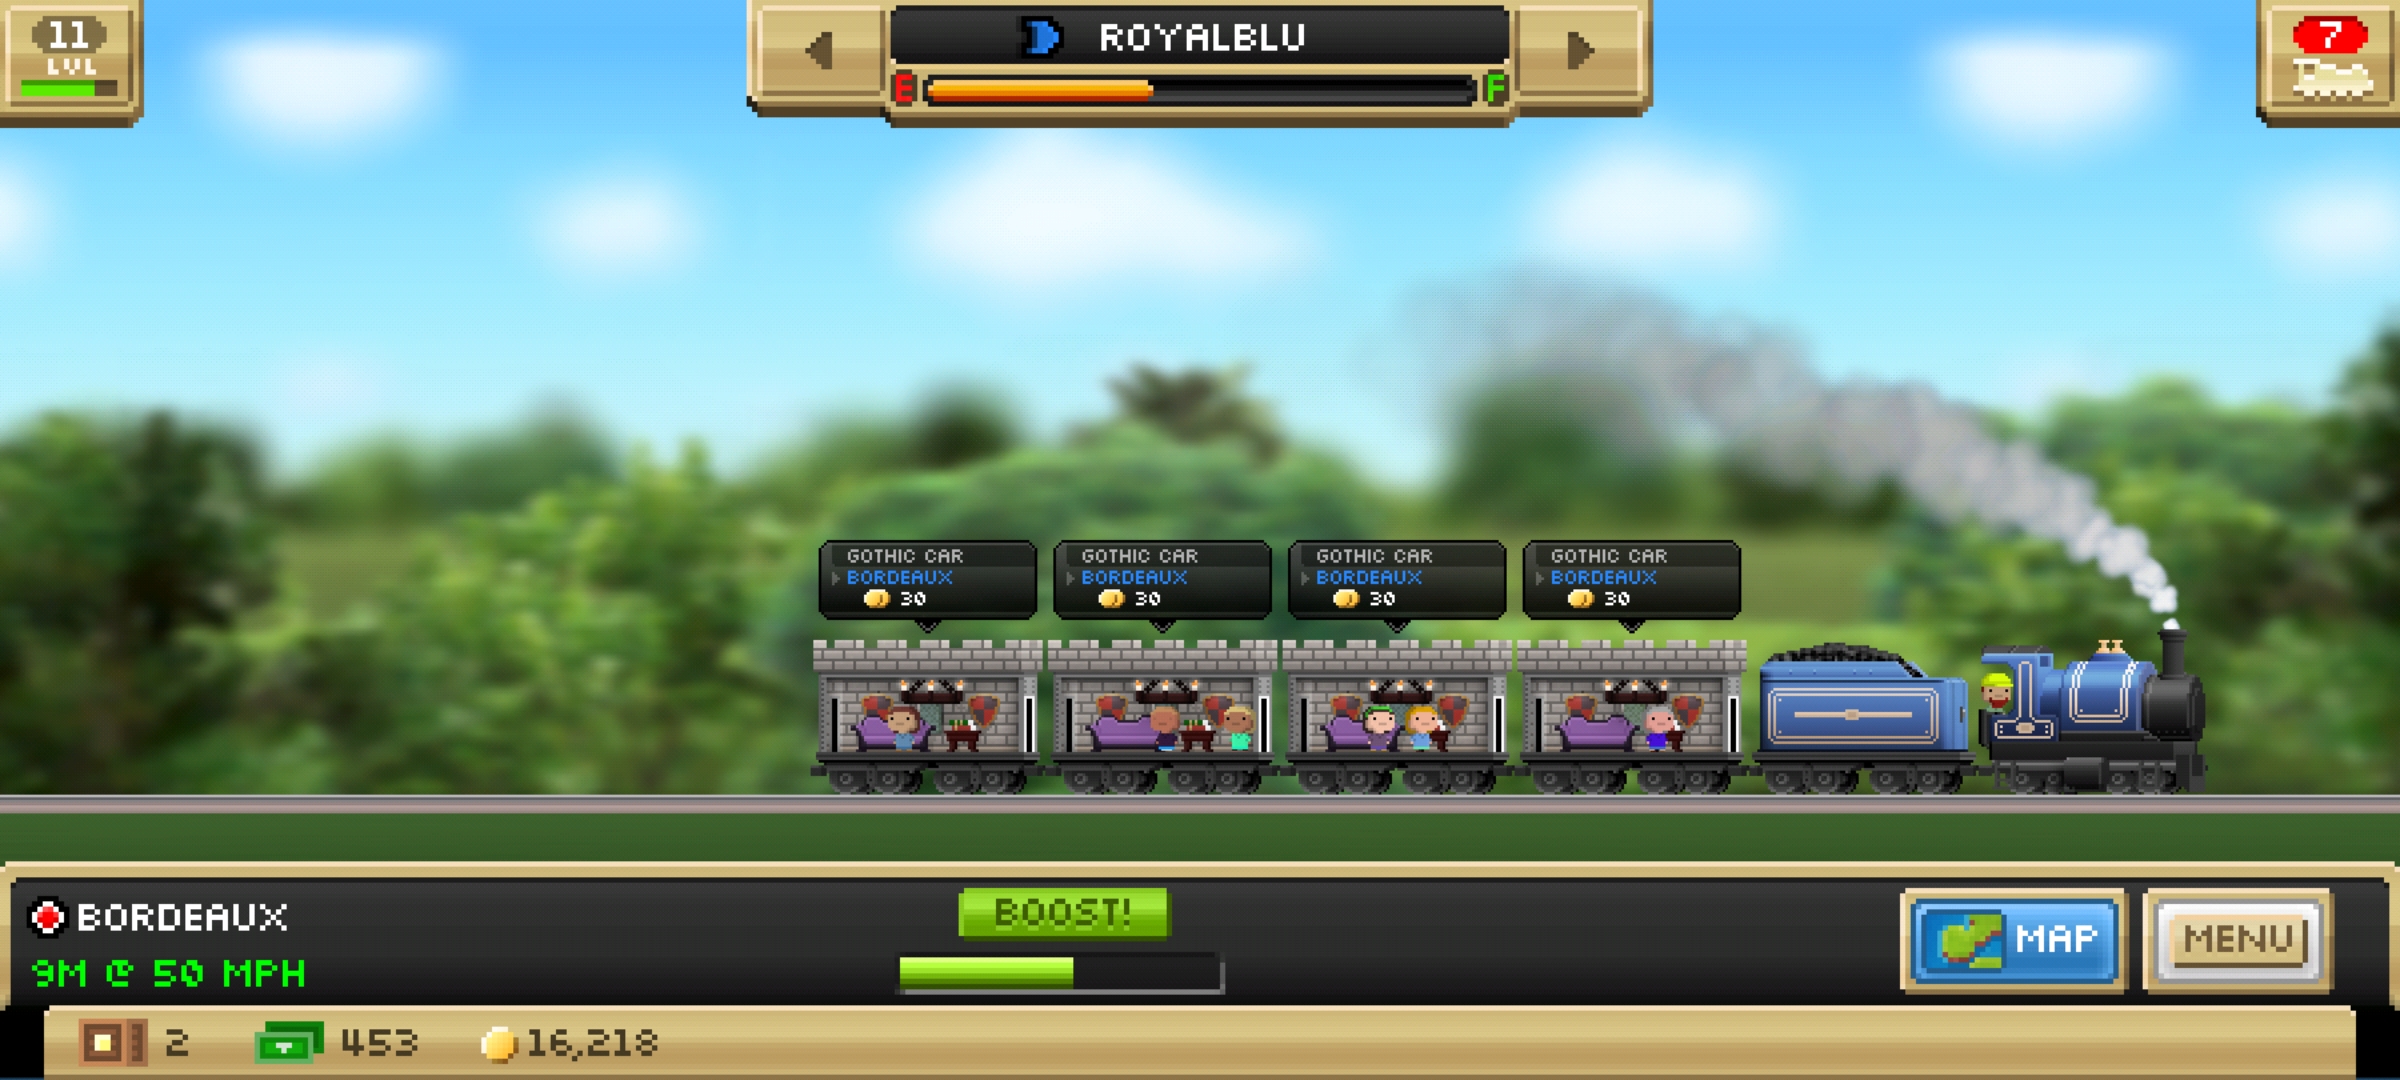 11
LVL
ROYALBLU
E F
7
GOTHIC CAR
BORDEAUX
30
GOTHIC CAR
BORDEAUX
30
GOTHIC CAR
BORDEAUX
30
GOTHIC CAR
BORDEAUX
30
BORDEAUX
9M @ 50 MPH
BOOST!
MAP
MENU
2
453
16,218